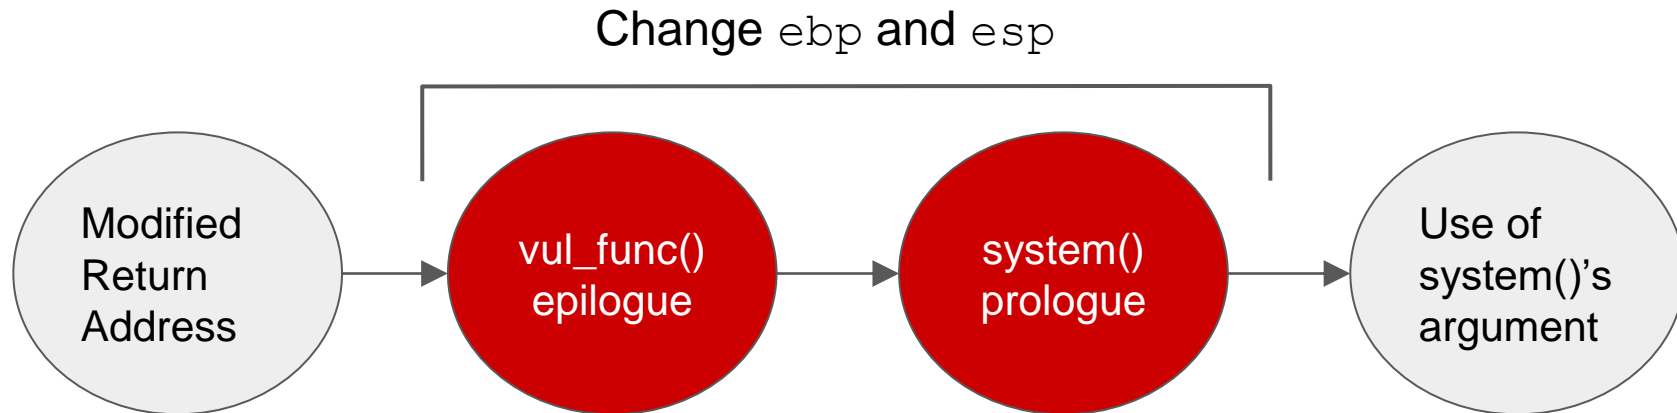 Change ebp and esp
Modified
Return
Address
vul_func()
epilogue
system()
prologue
Use of
system()’s
argument